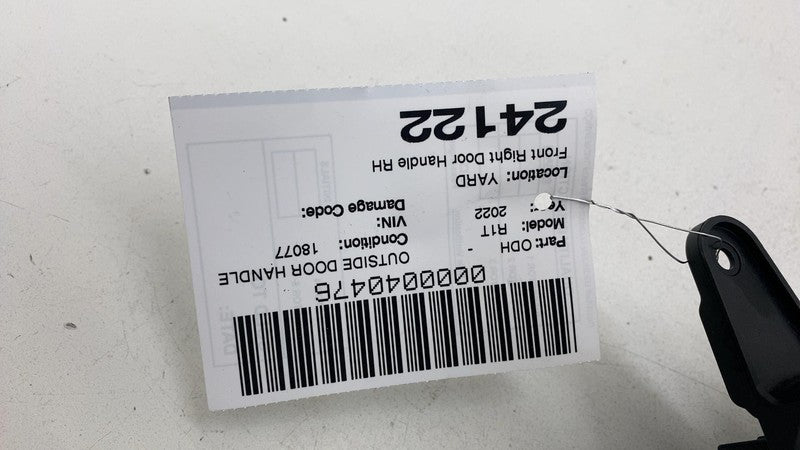 0000040476
OUTSIDE DOOR HANDLE
Part: ODH -
Condition: 18077
Model: R1T
VIN:
Year: 2022
Damage Code:
Location: YARD
Front Right Door Handle RH
24122